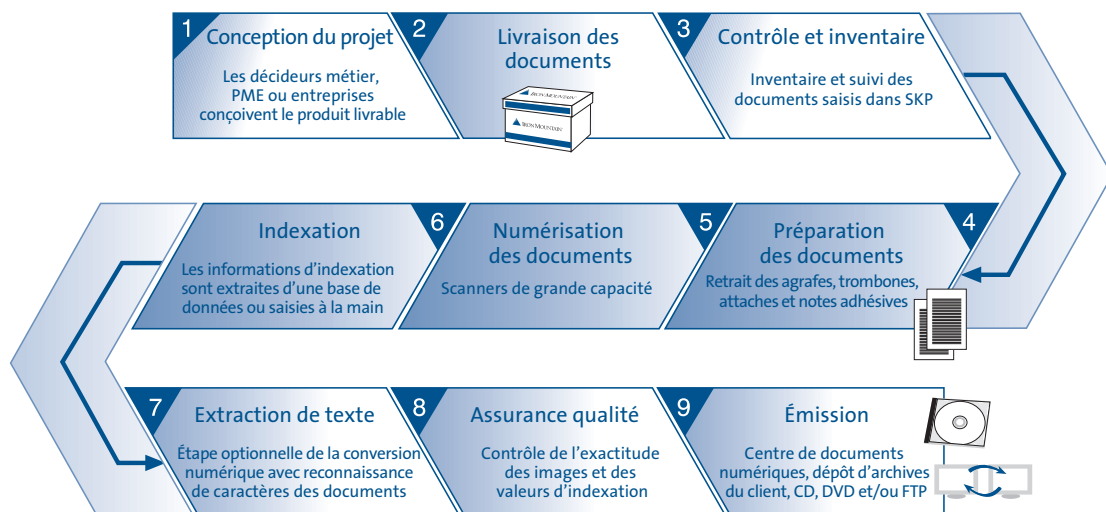 1
Conception du projet
Les décideurs métier,
PME ou entreprises
conçoivent le produit livrable
2
Livraison des
documents
IRON MOUNTAIN
IRON MOUNTAIN
3
Contrôle et inventaire
Inventaire et suivi des
documents saisis dans SKP
4
Préparation
des documents
Retrait des agrafes, trombones,
attaches et notes adhésives
5
Numérisation
des documents
Scanners de grande capacité
6
Indexation
Les informations d’indexation
sont extraites d’une base de
données ou saisies à la main
7
Extraction de texte
Étape optionnelle de la conversion
numérique avec reconnaissance
de caractères des documents
8
Assurance qualité
Contrôle de l’exactitude
des images et des
valeurs d’indexation
9
Émission
Centre de documents
numériques, dépôt d’archives
du client, CD, DVD et/ou FTP